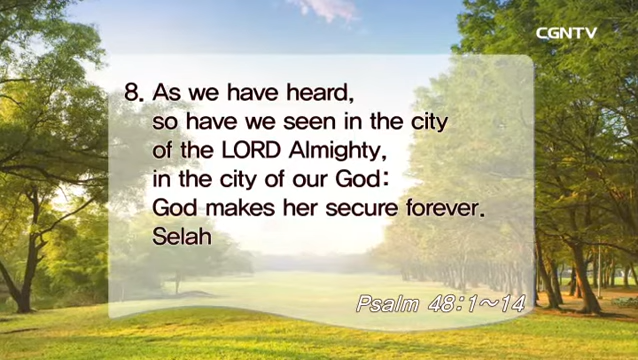 CGNTV
8. As we have heard,
so have we seen in the city
of the LORD Almighty,
in the city of our God:
God makes her secure forever.
Selah
Psalm 48:1~14